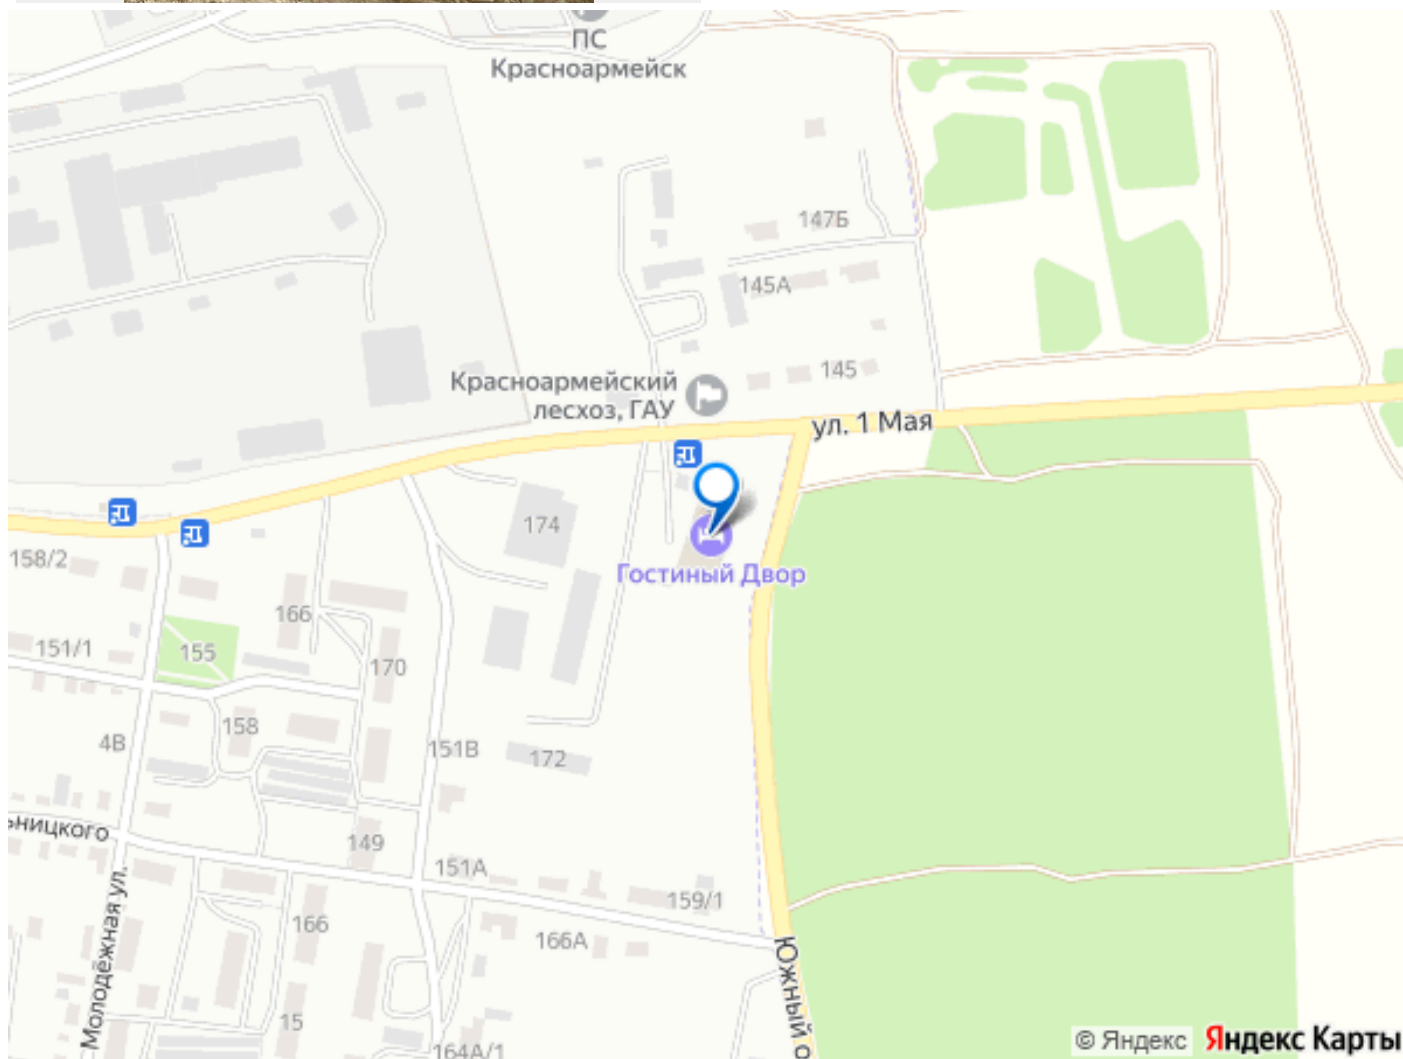 ПС
Красноармейск
147Б
145А
145
Красноармейский
лесхоз, ГАУ
ул. 1 Мая
174
Гостиный Двор
158/2
166
155
151/1
170
158
4В
151В
172
ьницкого
149
151А
159/1
166
166А
Молодёжная ул.
Южный о
15
164А/1
© Яндекс Яндекс Карты